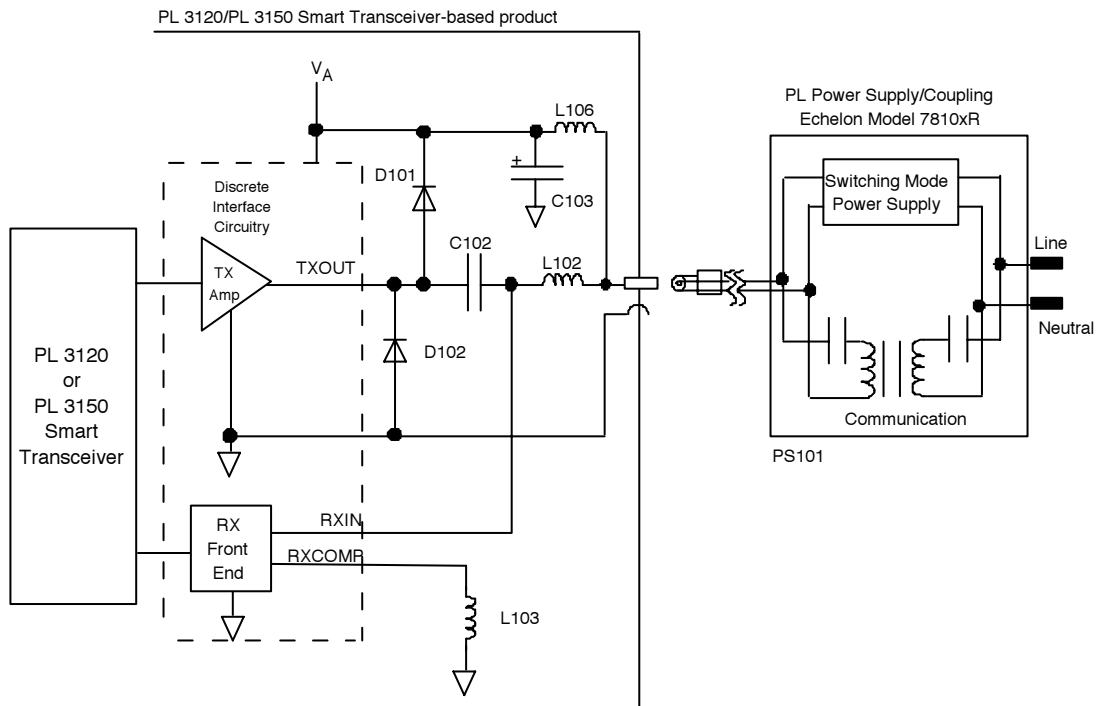 PL 3120/PL 3150 Smart Transceiver-based product
VA
L106
PL Power Supply/Coupling
Echelon Model 7810xR
D101
+
C103
Discrete
Interface
Circuitry
Switching Mode
Power Supply
C102
Line
TXOUT
L102
TX
Amp
Neutral
D102
PL 3120
or
PL 3150
Smart
Transceiver
Communication
PS101
RX
Front
End
RXIN
RXCOMP
L103